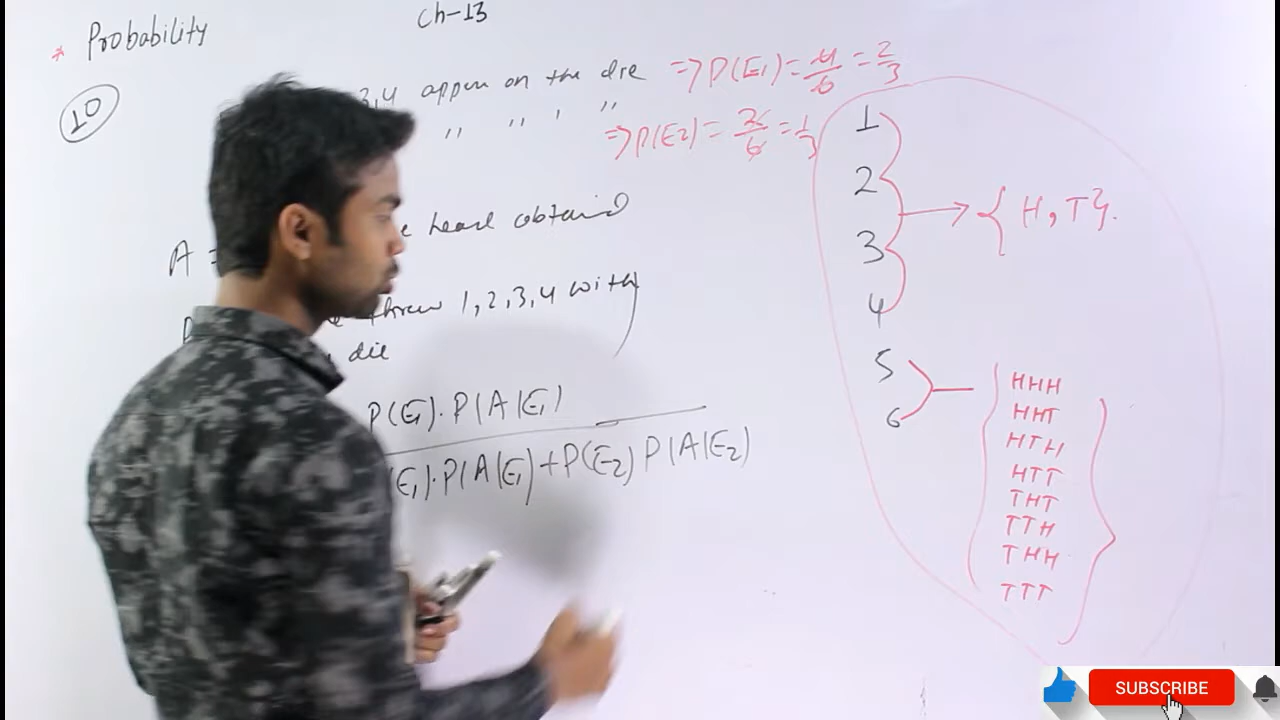 Ch-13
* Probability
10
3,4 appear on the die => P(E1) = 4/6 = 2/3
,, ,, ' ,, => P(E2) = 2/6 = 1/3
A = head obtain
threw 1,2,3,4 with
die
P(E1).P(A|E1)
(E1).P(A|E1)+P(E2) P(A|E2)
1
2
3
4
{ H, T }.
5
6
HHH
HHT
HTH
HTT
THT
TTH
THH
TTT
SUBSCRIBE